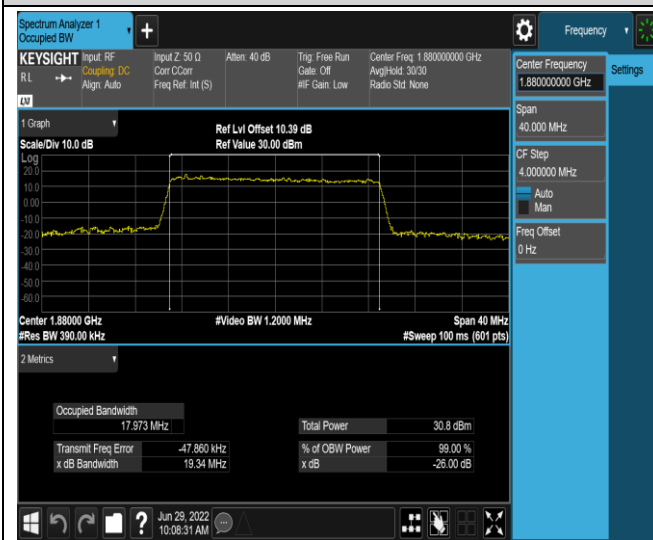 Spectrum Analyzer 1
Occupied BW
+
Frequency
KEYSIGHT
RL
LXI
Input: RF
Coupling: DC
Align: Auto
Input Z: 50 Ω
Corr CCorr
Freq Ref: Int (S)
Atten: 40 dB
Trig: Free Run
Gate: Off
#IF Gain: Low
Center Freq: 1.880000000 GHz
Avg|Hold: 30/30
Radio Std: None
Center Frequency
1.880000000 GHz
Settings
Span
40.000 MHz
CF Step
4.000000 MHz
Auto
Man
Freq Offset
0 Hz
1 Graph
Scale/Div 10.0 dB
Ref Lvl Offset 10.39 dB
Ref Value 30.00 dBm
Log
20.0
10.0
0.00
-10.0
-20.0
-30.0
-40.0
-50.0
-60.0
Center 1.88000 GHz
#Video BW 1.2000 MHz
Span 40 MHz
#Res BW 390.00 kHz
#Sweep 100 ms (601 pts)
2 Metrics
Occupied Bandwidth
17.973 MHz
Total Power 30.8 dBm
Transmit Freq Error -47.860 kHz
% of OBW Power 99.00 %
x dB Bandwidth 19.34 MHz
x dB -26.00 dB
?
Jun 29, 2022
10:08:31 AM